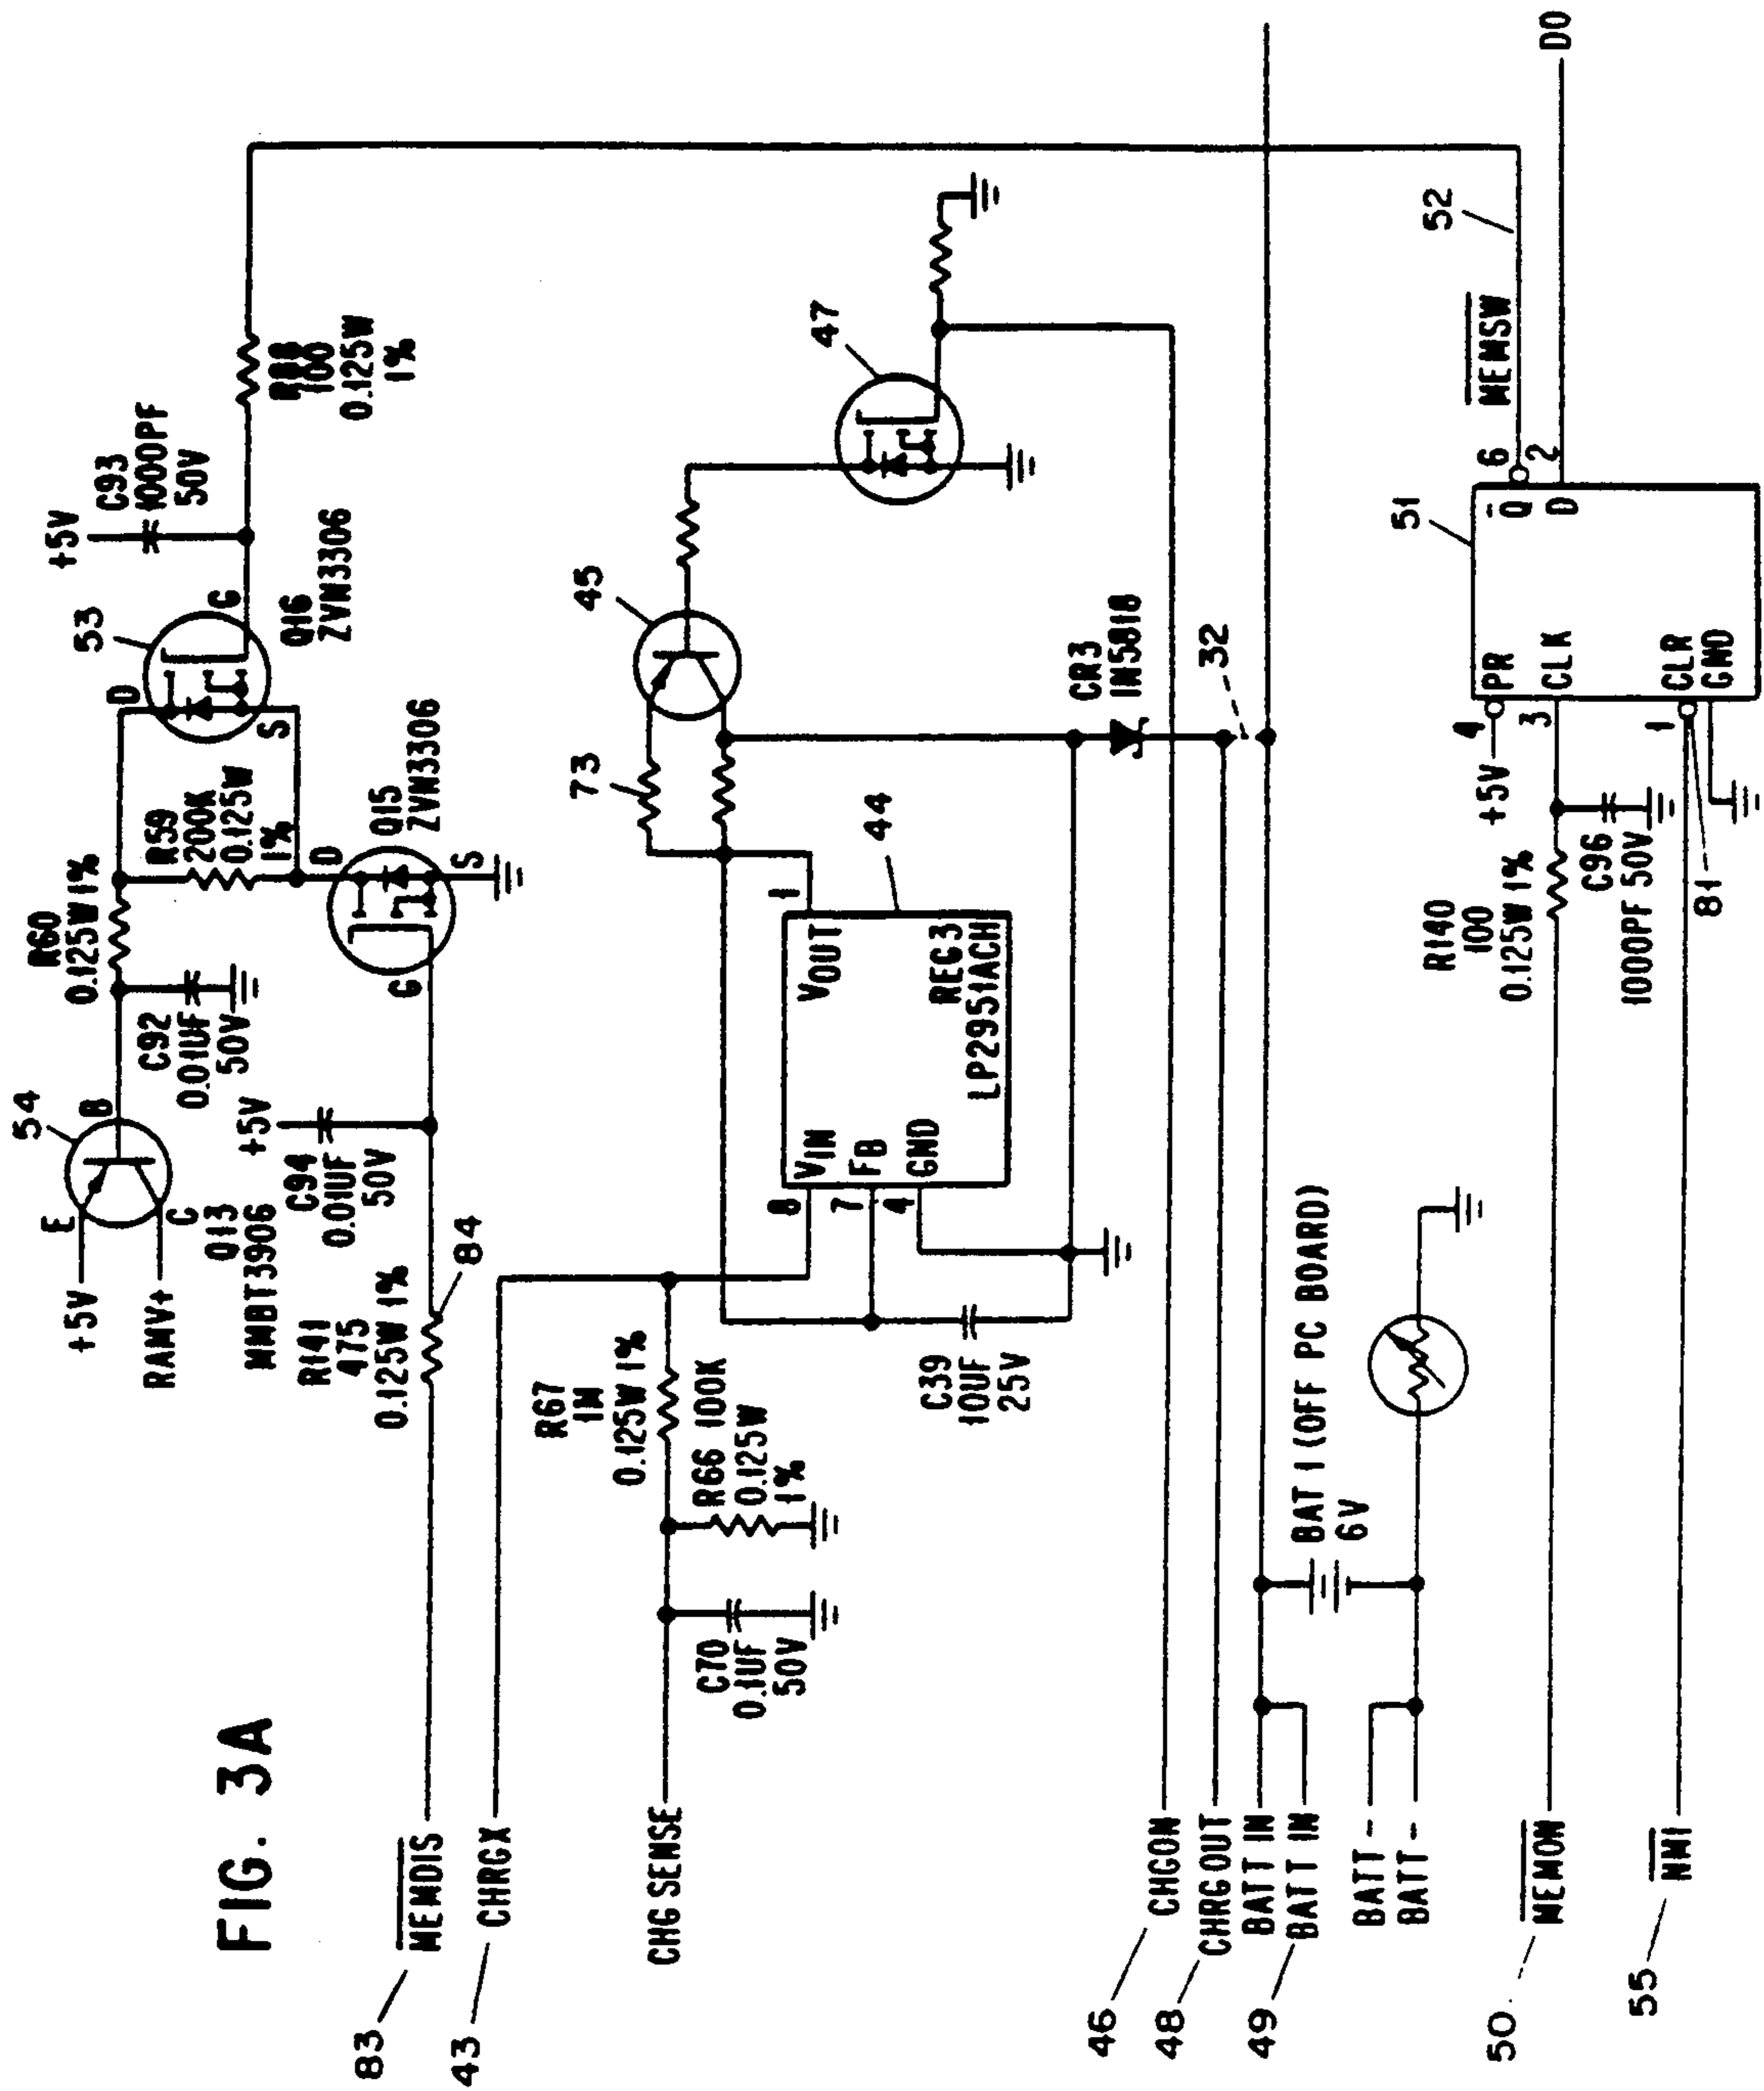 FIG. 3A
+5V
E
RAMV+
C
54
B
Q13
MMBT3906
C92
0.01UF
50V
R60
0.125W 1%
R59
200K
0.125W
1%
D
53
S
G
Q16
ZVN3306
+5V
C93
1000PF
50V
R88
100
0.125W
1%
D
Q15
ZVN3306
S
G
+5V
C94
0.01UF
50V
R141
475
0.125W 1%
84
83
MEMDIS
43
CHRGX
CHG SENSE
R67
1M
0.125W 1%
R66 100K
0.125W
1%
C70
0.1UF
50V
C39
10UF
25V
8
VIN
7
FB
4
GND
VOUT
1
REG3
LP2951ACH
44
73
45
47
CR3
IN5818
32
46
CHGON
48
CHRG OUT
BATT IN
49
BATT IN
BATT -
BATT -
BAT 1 (OFF PC BOARD)
6V
50
MEMON
55
NMI
R140
100
0.125W 1%
C96
1000PF 50V
81
+5V
4
PR
3
CLK
1
CLR
GND
51
Q
6
D
2
MEMSW
52
D0